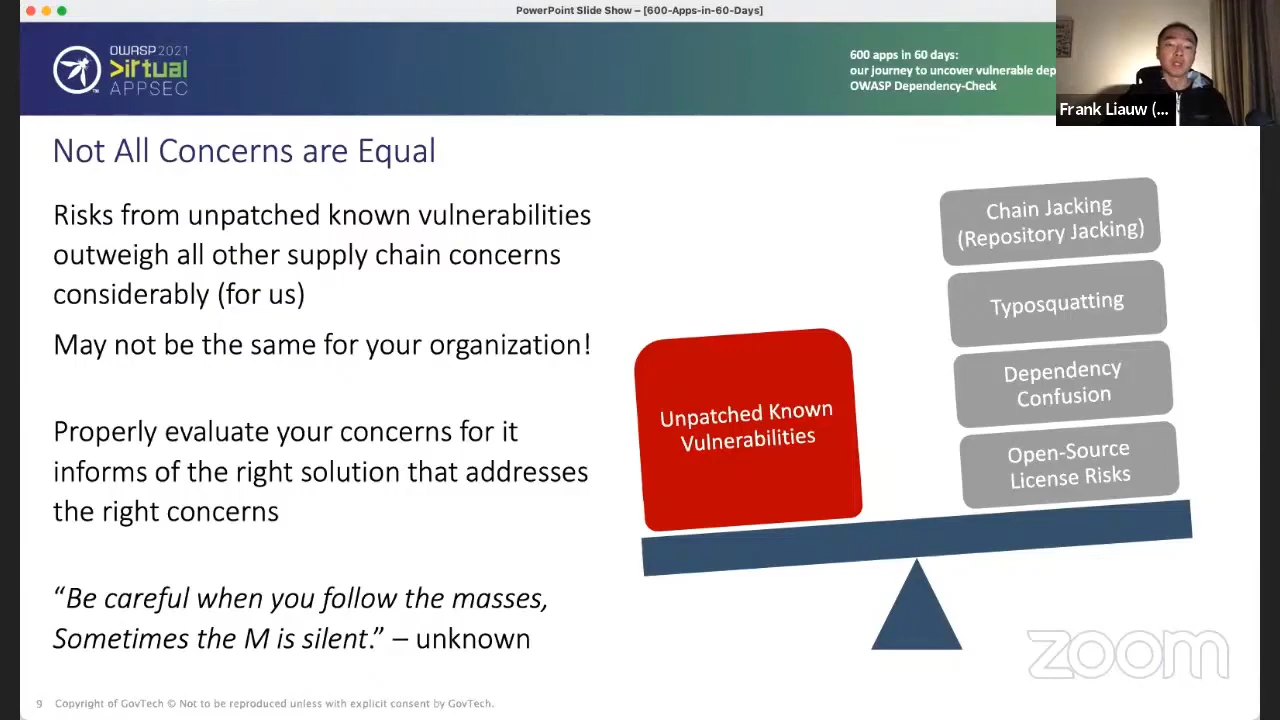 PowerPoint Slide Show – [600-Apps-in-60-Days]
OWASP 2021
Virtual
APPSEC
600 apps in 60 days:
our journey to uncover vulnerable dep
OWASP Dependency-Check
Frank Liauw (...
Not All Concerns are Equal
Risks from unpatched known vulnerabilities
outweigh all other supply chain concerns
considerably (for us)
May not be the same for your organization!
Properly evaluate your concerns for it
informs of the right solution that addresses
the right concerns
“Be careful when you follow the masses,
Sometimes the M is silent.” – unknown
Unpatched Known
Vulnerabilities
Chain Jacking
(Repository Jacking)
Typosquatting
Dependency
Confusion
Open-Source
License Risks
zoom
9 Copyright of GovTech © Not to be reproduced unless with explicit consent by GovTech.